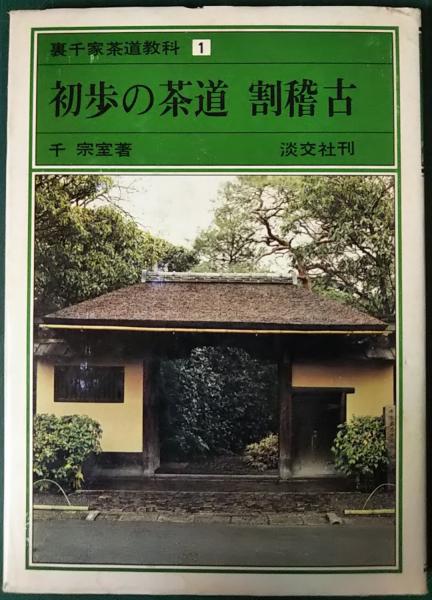 裏千家茶道教科 1
初歩の茶道 割稽古
千 宗室著 淡交社刊